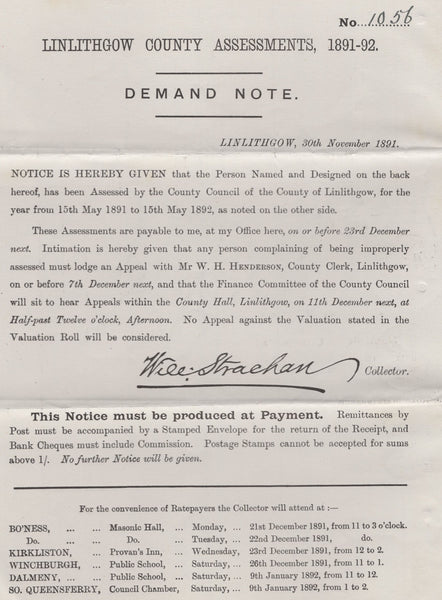 No. 1056
LINLITHGOW COUNTY ASSESSMENTS, 1891-92.
DEMAND NOTE.
LINLITHGOW, 30th November 1891.
NOTICE IS HEREBY GIVEN that the Person Named and Designed on the back
hereof, has been Assessed by the County Council of the County of Linlithgow, for the
year from 15th May 1891 to 15th May 1892, as noted on the other side.
These Assessments are payable to me, at my Office here, on or before 23rd December
next. Intimation is hereby given that any person complaining of being improperly
assessed must lodge an Appeal with Mr W. H. HENDERSON, County Clerk, Linlithgow,
on or before 7th December next, and that the Finance Committee of the County Council
will sit to hear Appeals within the County Hall, Linlithgow, on 11th December next, at
Half-past Twelve o'clock, Afternoon. No Appeal against the Valuation stated in the
Valuation Roll will be considered.
Will: Strachan Collector.
This Notice must be produced at Payment. Remittances by
Post must be accompanied by a Stamped Envelope for the return of the Receipt, and
Bank Cheques must include Commission. Postage Stamps cannot be accepted for sums
above 1/. No further Notice will be given.
For the convenience of Ratepayers the Collector will attend at :—
BO'NESS, ... ... Masonic Hall, ... Monday, ... 21st December 1891, from 11 to 3 o'clock.
Do. ... ... Do. ... Tuesday, ... 22nd December 1891, do.
KIRKLISTON, ... Provan's Inn, ... Wednesday, 23rd December 1891, from 12 to 2.
WINCHBURGH, ... Public School, ... Saturday, ... 26th December 1891, from 11 to 1.
DALMENY, ... ... Public School, ... Saturday, ... 9th January 1892, from 11 to 12.
SO. QUEENSFERRY, Council Chamber, Saturday, ... 9th January 1892, from 1 to 2.